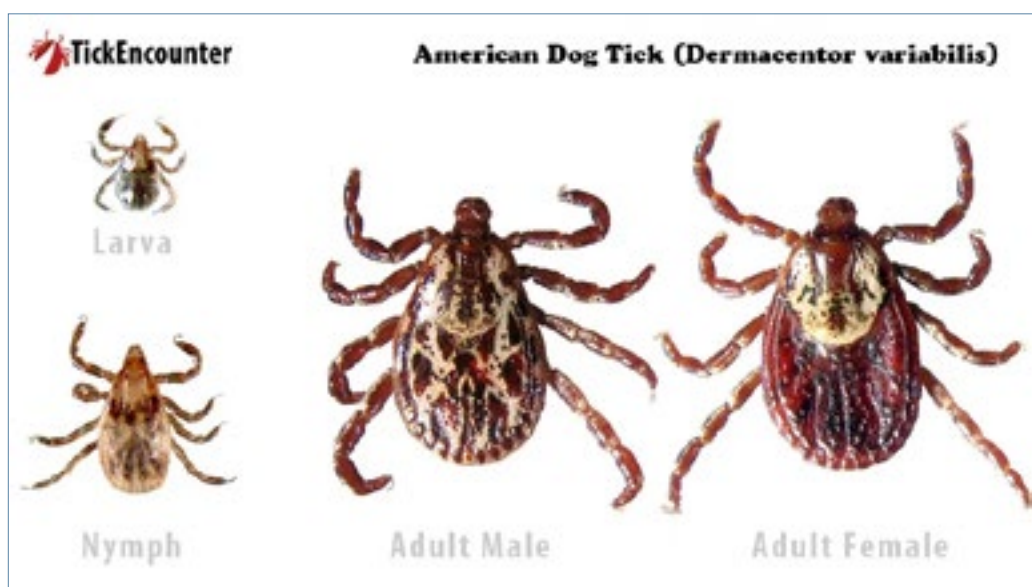 TickEncounter
American Dog Tick (Dermacentor variabilis)
Larva
Nymph
Adult Male
Adult Female